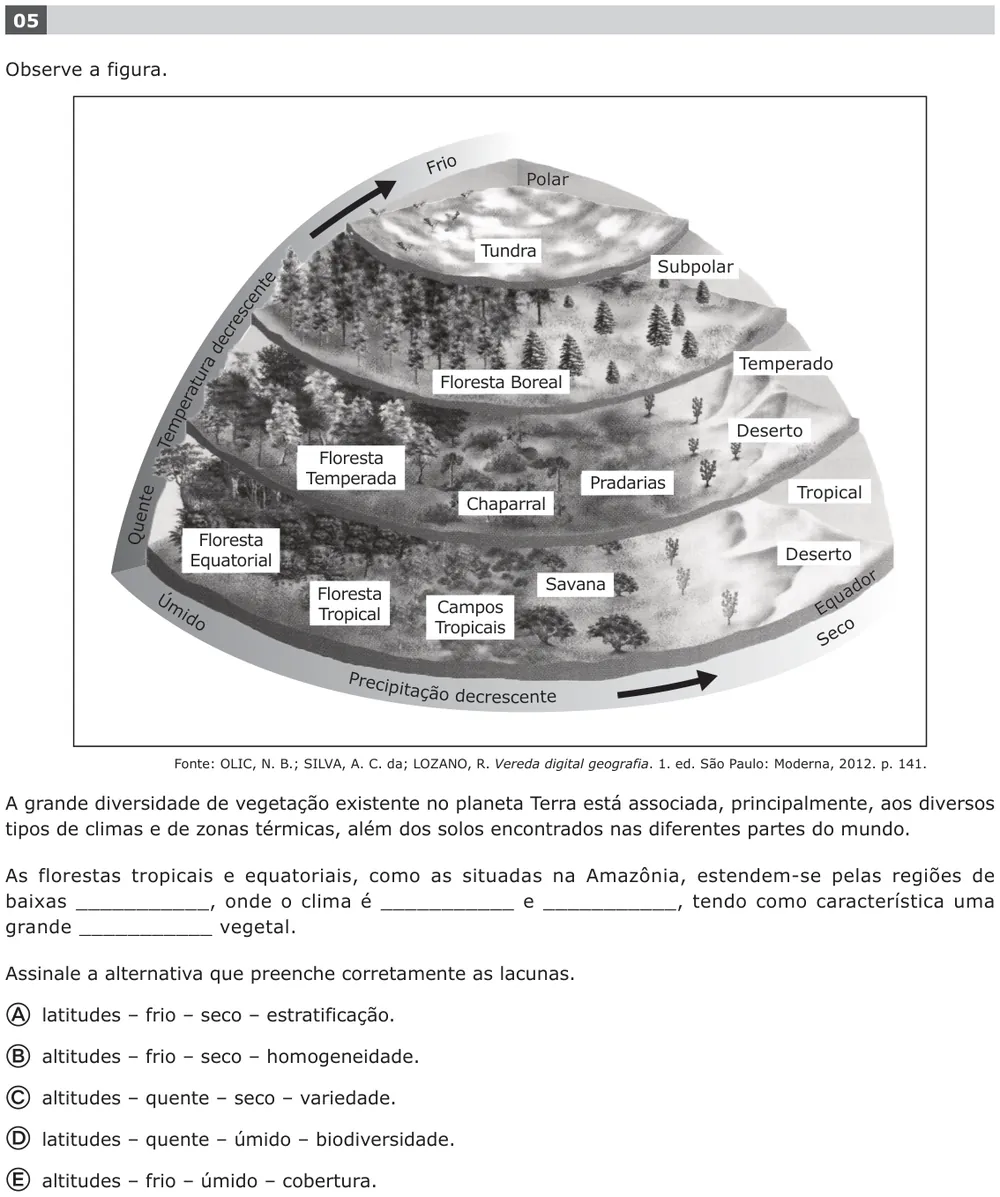 05
Observe a figura.
Frio
Polar
Tundra
Subpolar
Temperatura decrescente
Temperado
Floresta Boreal
Deserto
Floresta
Temperada
Pradarias
Chaparral
Tropical
Quente
Floresta
Equatorial
Deserto
Savana
Floresta
Tropical
Campos
Tropicais
Equador
Úmido
Seco
Precipitação decrescente
Fonte: OLIC, N. B.; SILVA, A. C. da; LOZANO, R. Vereda digital geografia. 1. ed. São Paulo: Moderna, 2012. p. 141.
A grande diversidade de vegetação existente no planeta Terra está associada, principalmente, aos diversos
tipos de climas e de zonas térmicas, além dos solos encontrados nas diferentes partes do mundo.
As florestas tropicais e equatoriais, como as situadas na Amazônia, estendem-se pelas regiões de
baixas ____________, onde o clima é ____________ e ____________, tendo como característica uma
grande ____________ vegetal.
Assinale a alternativa que preenche corretamente as lacunas.
A latitudes – frio – seco – estratificação.
B altitudes – frio – seco – homogeneidade.
C altitudes – quente – seco – variedade.
D latitudes – quente – úmido – biodiversidade.
E altitudes – frio – úmido – cobertura.